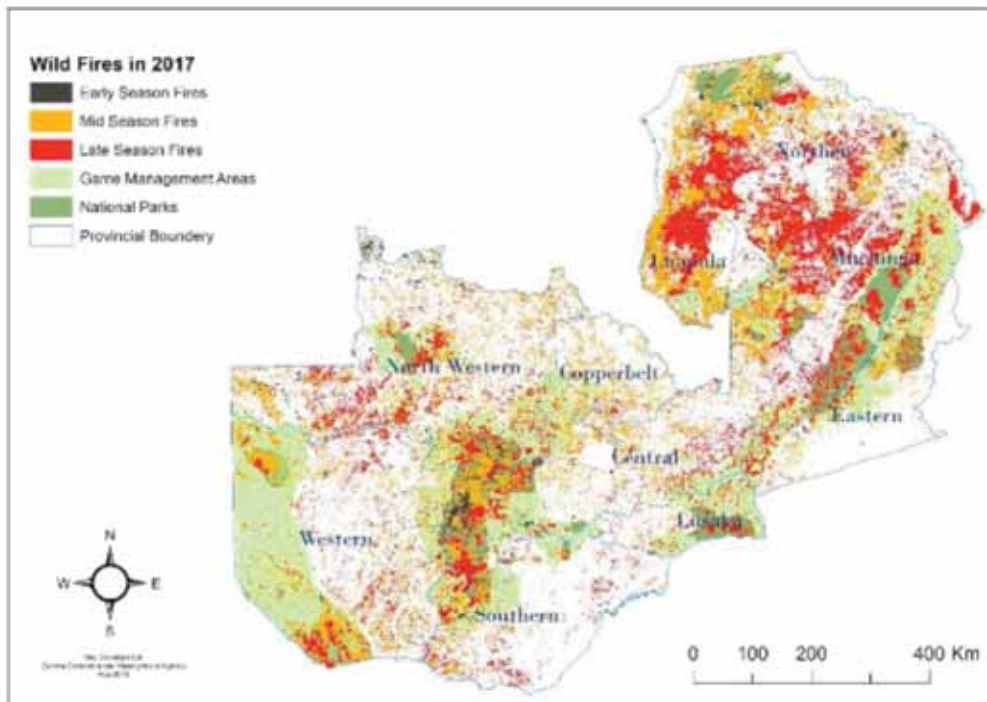 Wild Fires in 2017
Early Season Fires
Mid Season Fires
Late Season Fires
Game Management Areas
National Parks
Provincial Boundery
Northen
Luapula
Muchinga
North Western
Copperbelt
Eastern
Central
Lusaka
Western
Southern
N
W E
S
0 100 200 400 Km